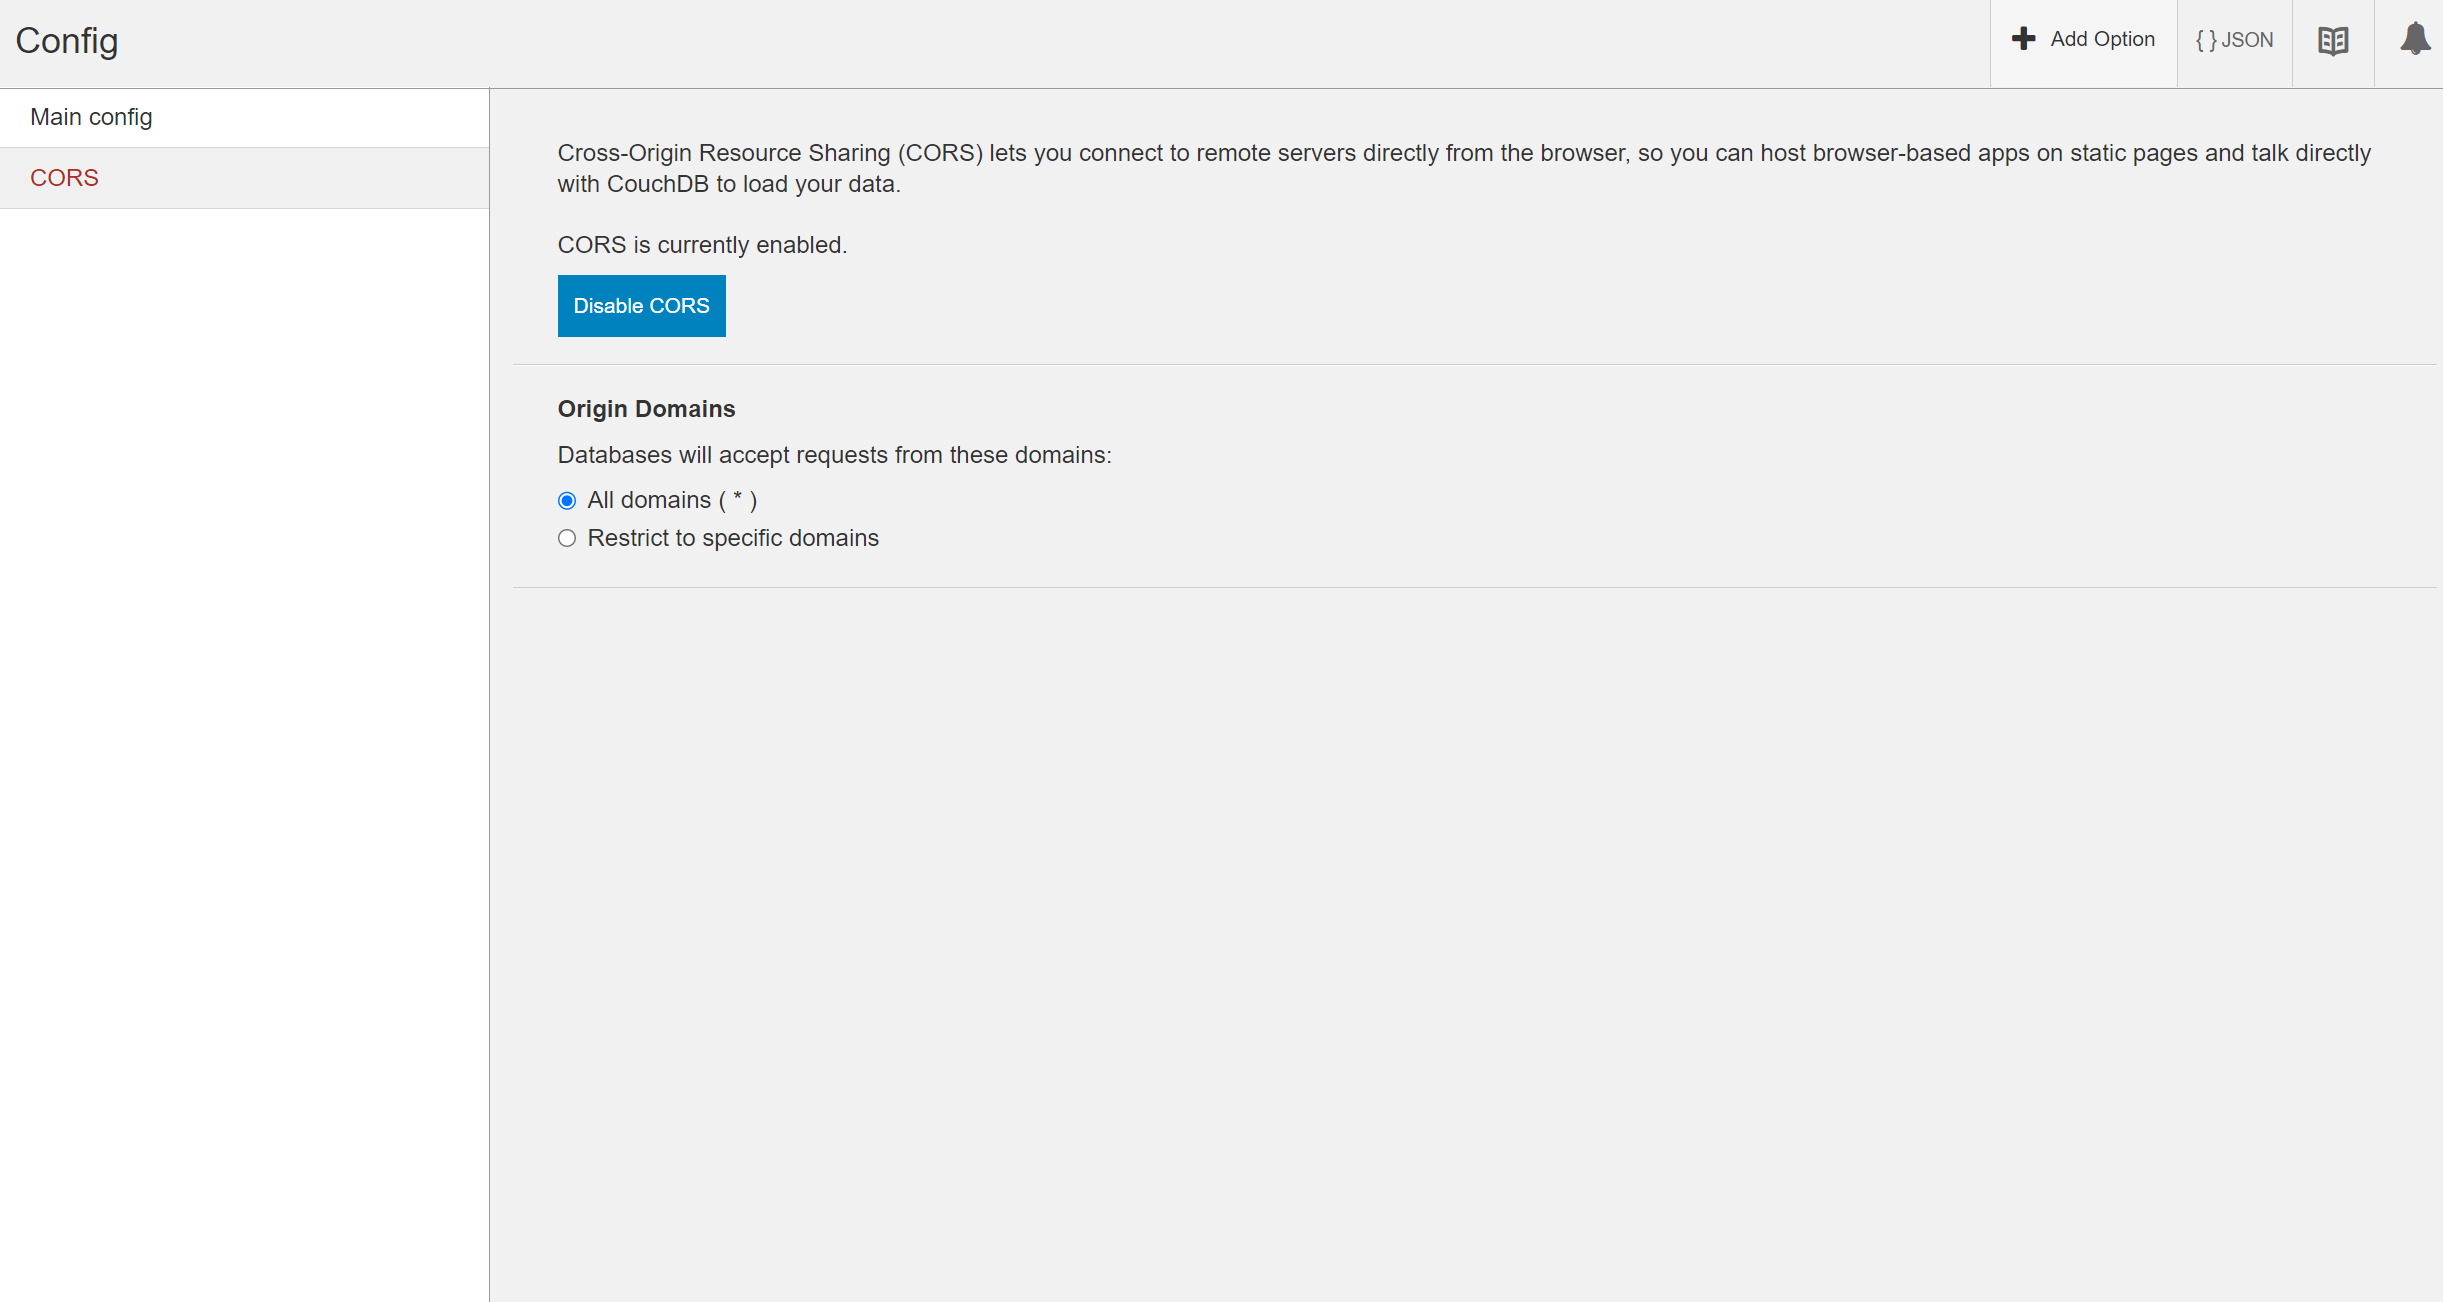 Config
Add Option
{ } JSON
Main config
CORS
Cross-Origin Resource Sharing (CORS) lets you connect to remote servers directly from the browser, so you can host browser-based apps on static pages and talk directly
with CouchDB to load your data.
CORS is currently enabled.
Disable CORS
Origin Domains
Databases will accept requests from these domains:
All domains ( * )
Restrict to specific domains